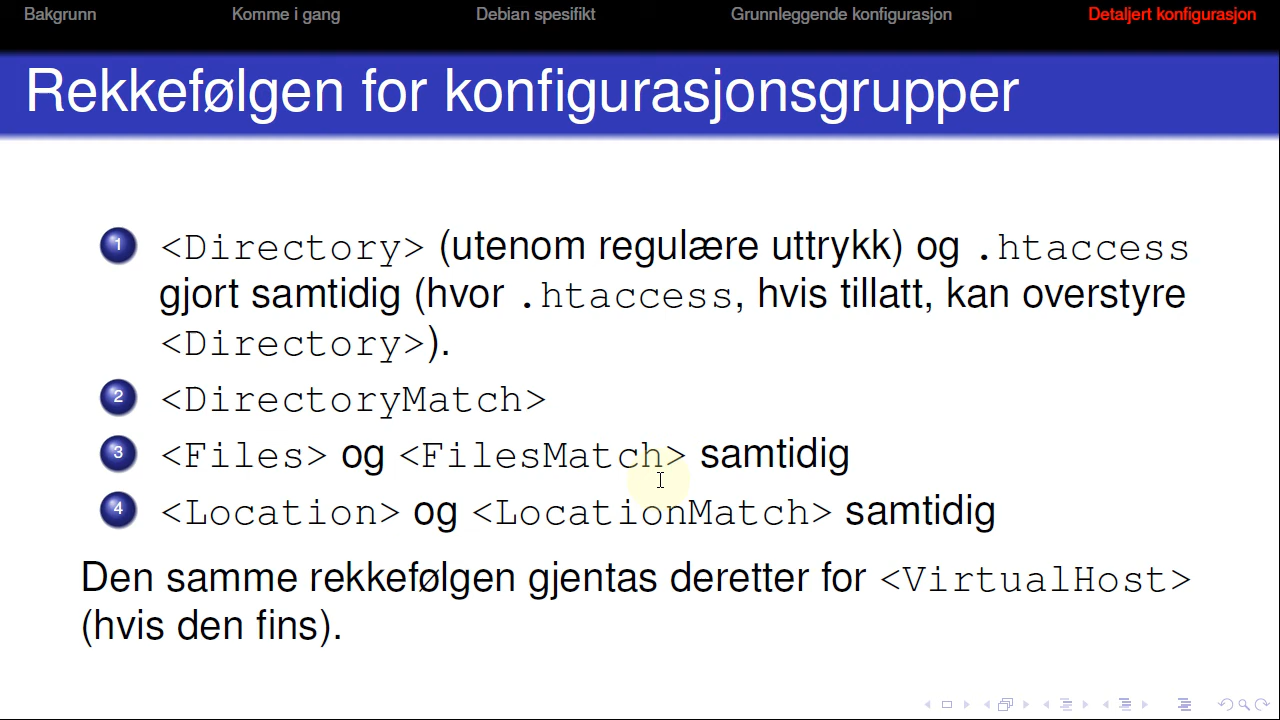 Bakgrunn Komme i gang Debian spesifikt Grunnleggende konfigurasjon Detaljert konfigurasjon
Rekkefølgen for konfigurasjonsgrupper
1 <Directory> (utenom regulære uttrykk) og .htaccess
gjort samtidig (hvor .htaccess, hvis tillatt, kan overstyre
<Directory>).
2 <DirectoryMatch>
3 <Files> og <FilesMatch> samtidig
4 <Location> og <LocationMatch> samtidig
Den samme rekkefølgen gjentas deretter for <VirtualHost>
(hvis den fins).